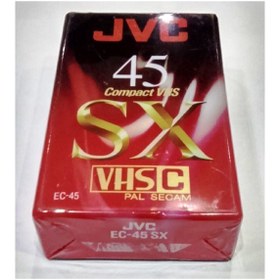 JVC
45
Compact VHS
SX
VHS C
PAL SECAM
EC-45
JVC
EC-45 SX